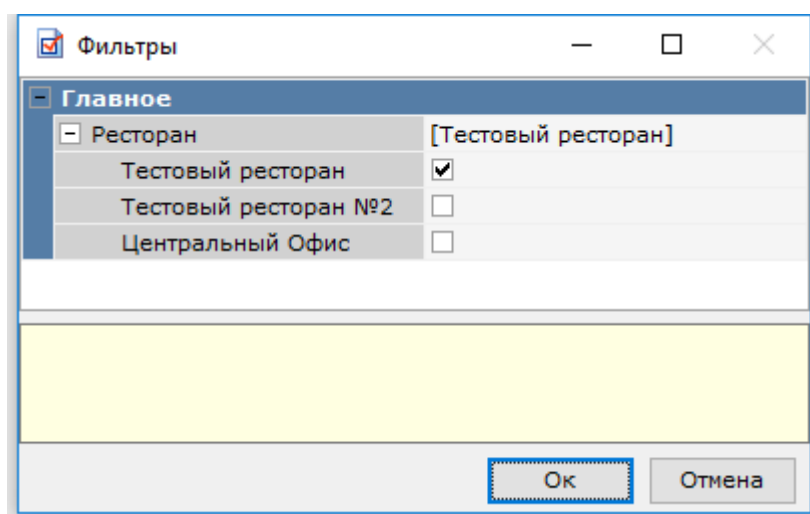 Фильтры
Главное
Ресторан [Тестовый ресторан]
Тестовый ресторан
Тестовый ресторан №2
Центральный Офис
Ок Отмена